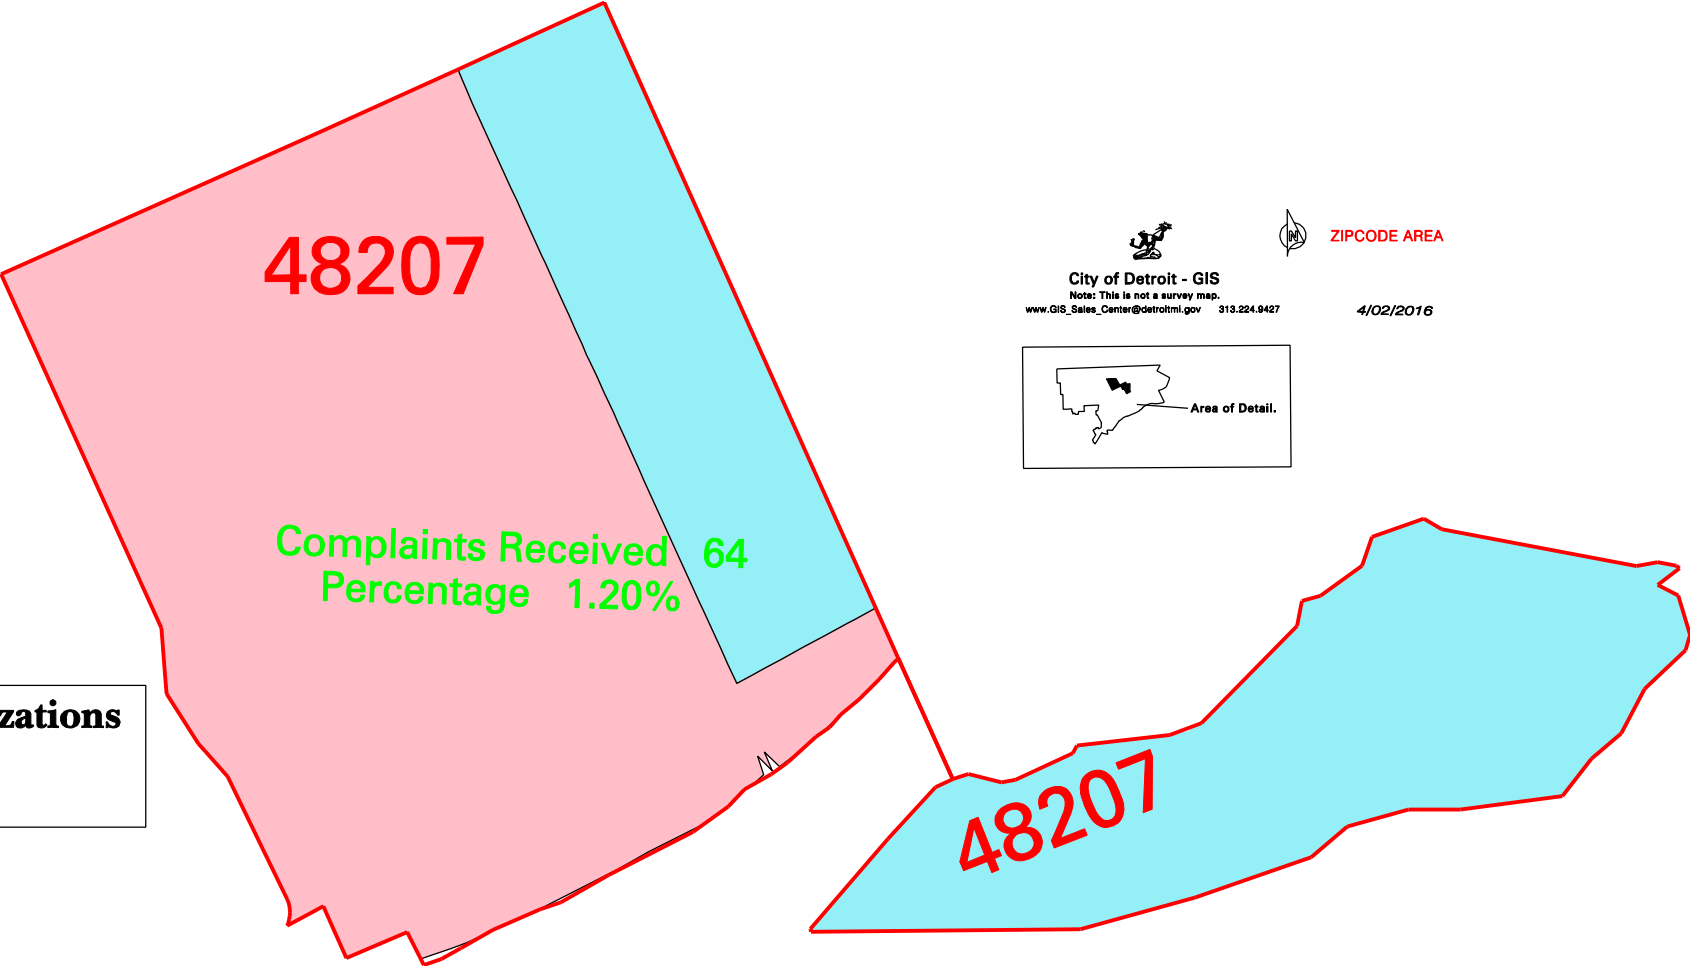 48207
ZIPCODE AREA
City of Detroit - GIS
Note: This is not a survey map.
www.GIS_Sales_Center@detroitmi.gov 313.224.9427
4/02/2016
N
Area of Detail.
Complaints Received 64
Percentage 1.20%
zations
48207